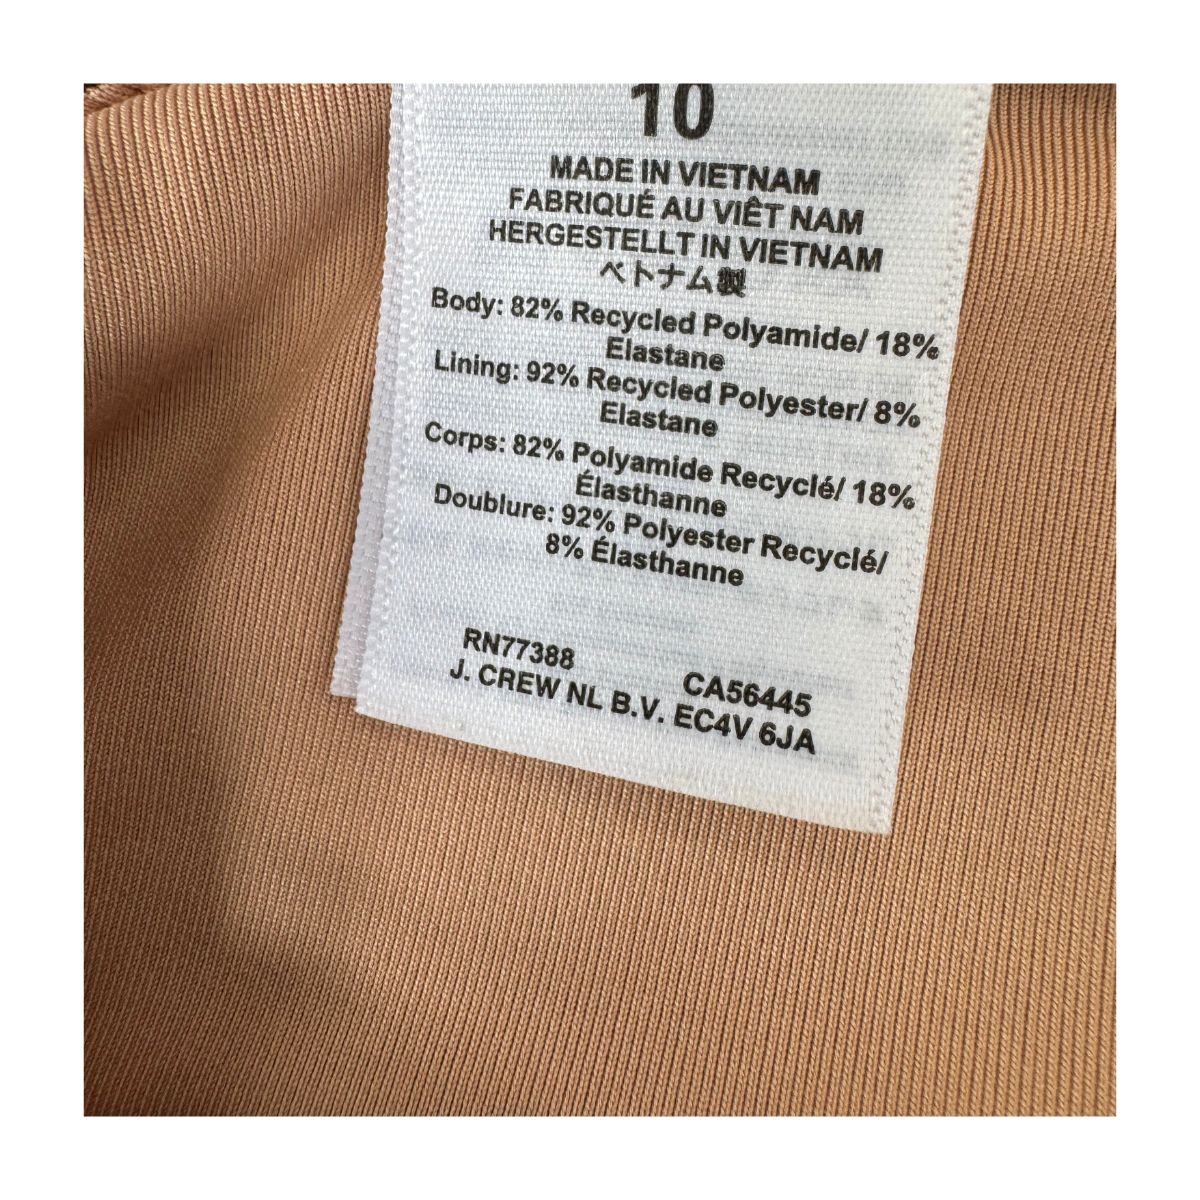 10
MADE IN VIETNAM
FABRIQUÉ AU VIÊT NAM
HERGESTELLT IN VIETNAM
ベトナム製
Body: 82% Recycled Polyamide/ 18%
Elastane
Lining: 92% Recycled Polyester/ 8%
Elastane
Corps: 82% Polyamide Recyclé/ 18%
Élasthanne
Doublure: 92% Polyester Recyclé/
8% Élasthanne
RN77388 CA56445
J. CREW NL B.V. EC4V 6JA